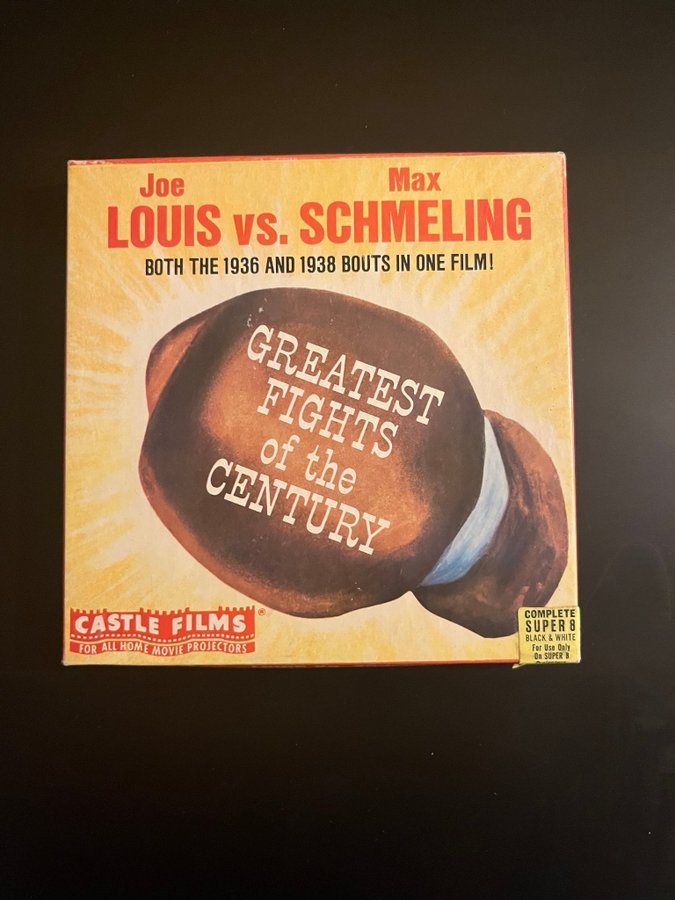 Joe Max
LOUIS vs. SCHMELING
BOTH THE 1936 AND 1938 BOUTS IN ONE FILM!
GREATEST
FIGHTS
of the
CENTURY
CASTLE FILMS®
FOR ALL HOME MOVIE PROJECTORS
COMPLETE
SUPER 8
BLACK & WHITE
For Use Only
On SUPER 8